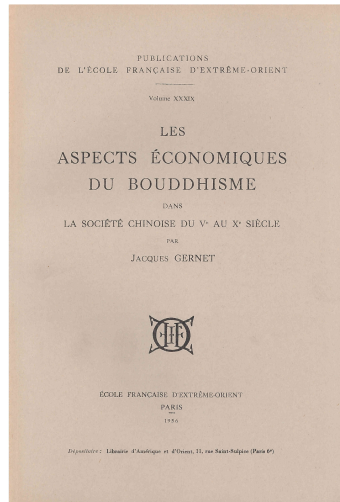 PUBLICATIONS
DE L'ÉCOLE FRANÇAISE D'EXTRÊME-ORIENT
Volume XXXIX
LES
ASPECTS ÉCONOMIQUES
DU BOUDDHISME
DANS
LA SOCIÉTÉ CHINOISE DU Vᵉ AU Xᵉ SIÈCLE
PAR
JACQUES GERNET
ÉCOLE FRANÇAISE D'EXTRÊME-ORIENT
PARIS
1956
Dépositaire : Librairie d'Amérique et d'Orient, 11, rue Saint-Sulpice (Paris 6ᵉ)